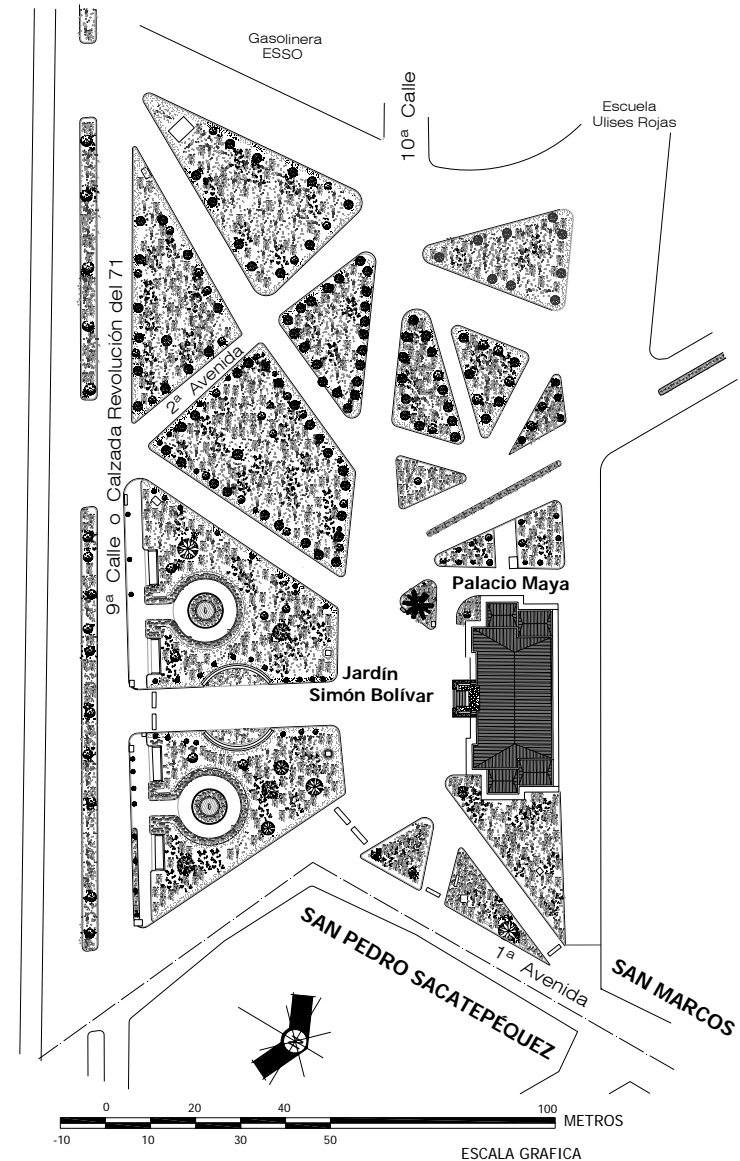 Gasolinera
ESSO
10ª Calle
Escuela
Ulises Rojas
9ª Calle o Calzada Revolución del 71
2ª Avenida
Palacio Maya
Jardín
Simón Bolívar
SAN PEDRO SACATEPÉQUEZ
1ª Avenida
SAN MARCOS
0 20 40 100 METROS
-10 10 30 50
ESCALA GRAFICA